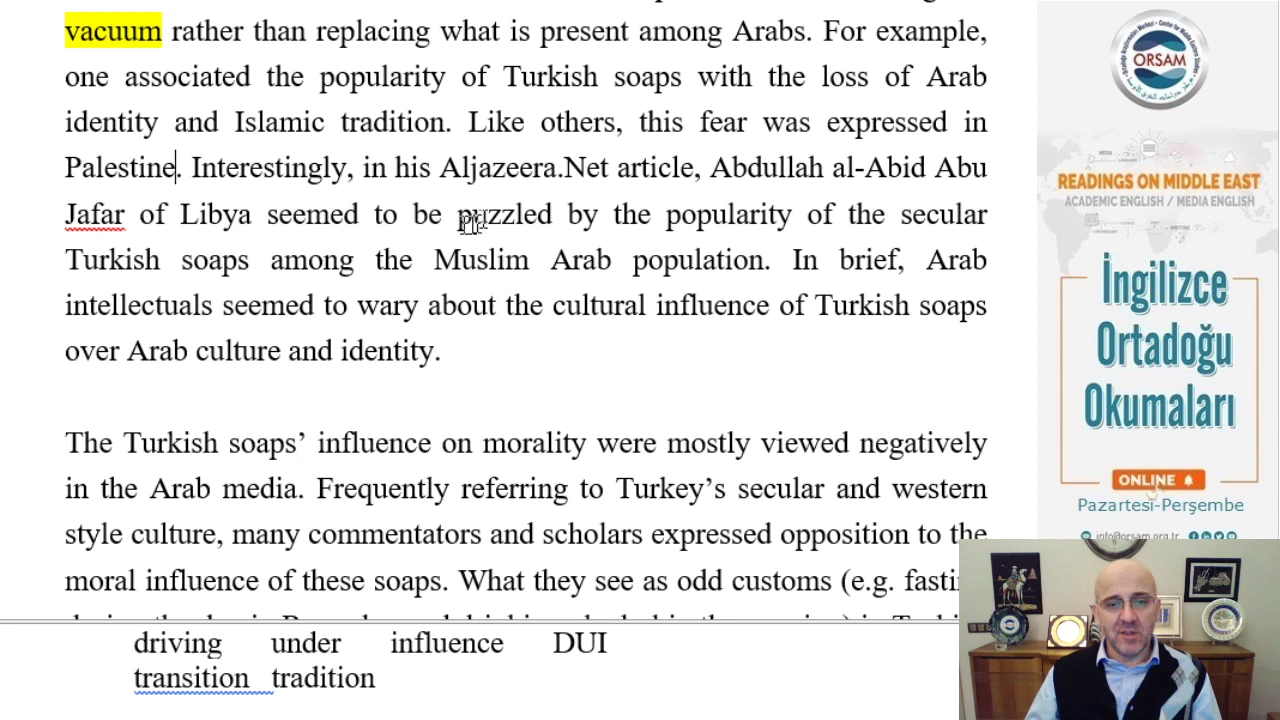 vacuum rather than replacing what is present among Arabs. For example,
one associated the popularity of Turkish soaps with the loss of Arab
identity and Islamic tradition. Like others, this fear was expressed in
Palestine. Interestingly, in his Aljazeera.Net article, Abdullah al-Abid Abu
Jafar of Libya seemed to be puzzled by the popularity of the secular
Turkish soaps among the Muslim Arab population. In brief, Arab
intellectuals seemed to wary about the cultural influence of Turkish soaps
over Arab culture and identity.
The Turkish soaps’ influence on morality were mostly viewed negatively
in the Arab media. Frequently referring to Turkey’s secular and western
style culture, many commentators and scholars expressed opposition to the
moral influence of these soaps. What they see as odd customs (e.g.
driving under influence DUI
transition tradition
ORSAM
READINGS ON MIDDLE EAST
ACADEMIC ENGLISH / MEDIA ENGLISH
İngilizce
Ortadoğu
Okumaları
ONLINE
Pazartesi-Perşembe
info@orsam.org.tr